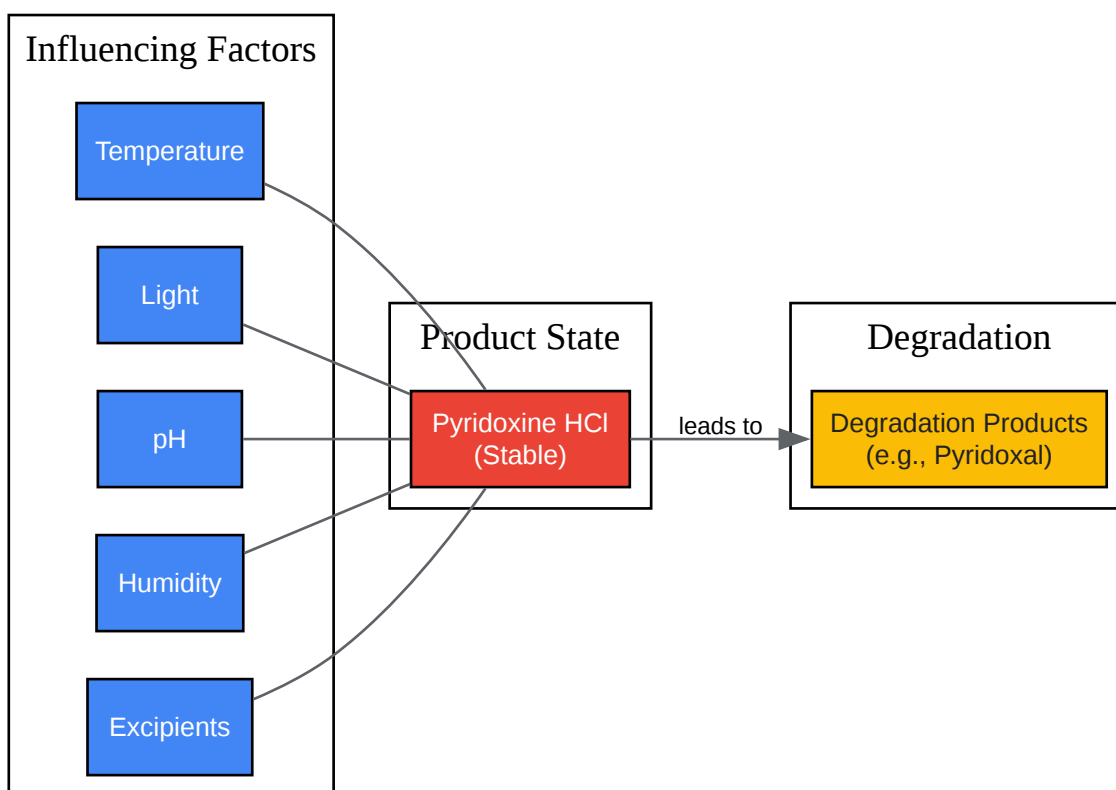 Influencing Factors
Temperature
Light
pH
Humidity
Excipients
Product State
Pyridoxine HCl
(Stable)
leads to
Degradation
Degradation Products
(e.g., Pyridoxal)